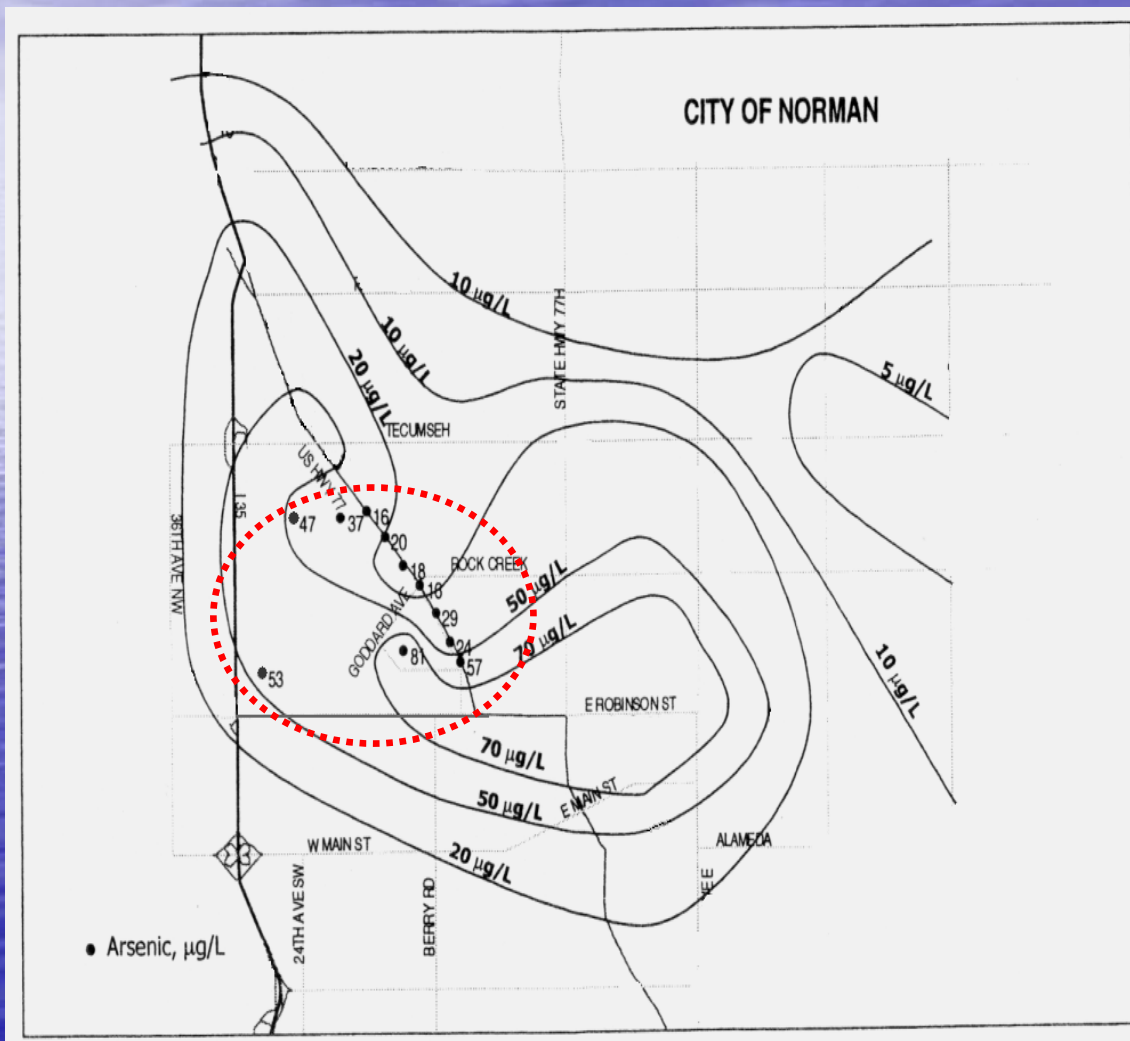 CITY OF NORMAN
10 µg/L
STATE HWY 77H
10 µg/L
20 µg/L
5 µg/L
TECUMSEH
US HWY 77
I 35
36TH AVE NW
47
37
16
20
18
ROCK CREEK
18
50 µg/L
29
GODDARD AVE
24
70 µg/L
81
57
53
10 µg/L
E ROBINSON ST
70 µg/L
50 µg/L
E MAIN ST
W MAIN ST
20 µg/L
ALAMEDA
24TH AVE SW
BERRY RD
Arsenic, µg/L